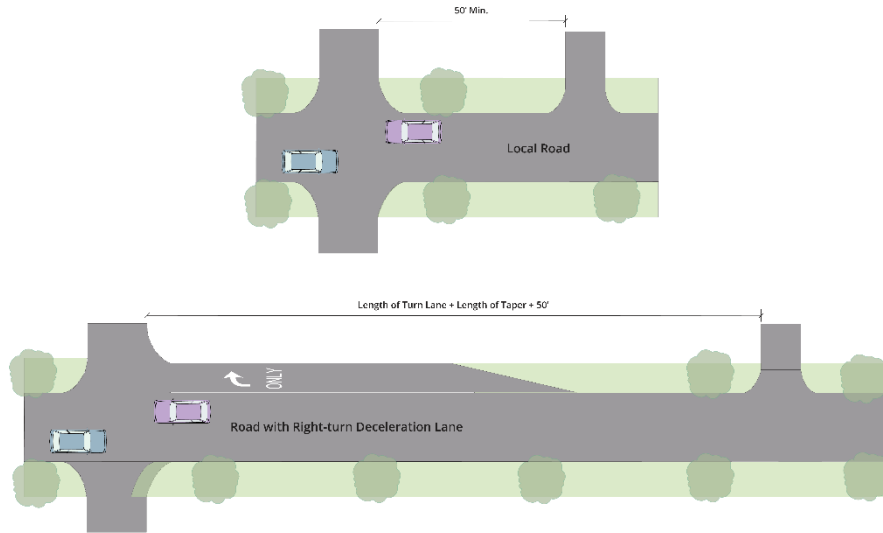 50' Min.
Local Road
Length of Turn Lane + Length of Taper + 50'
ONLY
Road with Right-turn Deceleration Lane